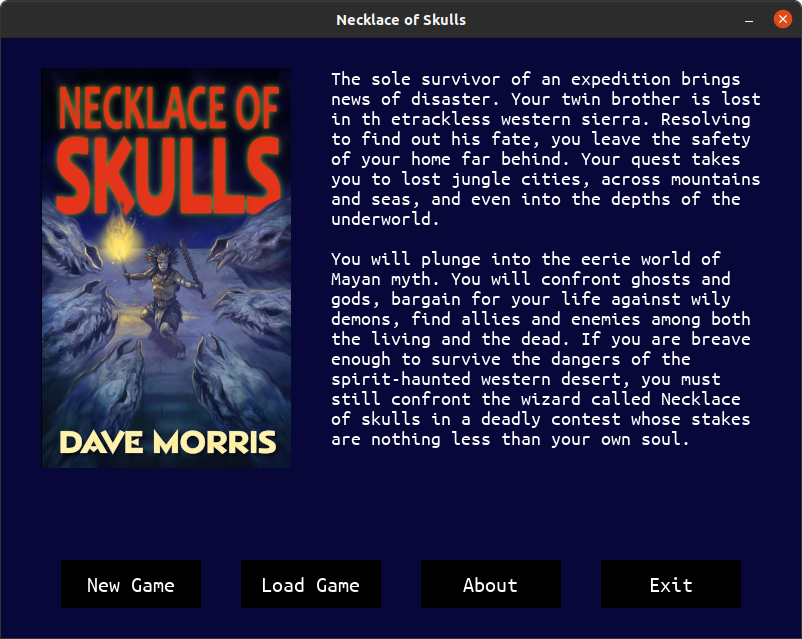 Necklace of Skulls
NECKLACE OF
SKULLS
DAVE MORRIS
The sole survivor of an expedition brings
news of disaster. Your twin brother is lost
in th etrackless western sierra. Resolving
to find out his fate, you leave the safety
of your home far behind. Your quest takes
you to lost jungle cities, across mountains
and seas, and even into the depths of the
underworld.
You will plunge into the eerie world of
Mayan myth. You will confront ghosts and
gods, bargain for your life against wily
demons, find allies and enemies among both
the living and the dead. If you are breave
enough to survive the dangers of the
spirit-haunted western desert, you must
still confront the wizard called Necklace
of skulls in a deadly contest whose stakes
are nothing less than your own soul.
New Game
Load Game
About
Exit